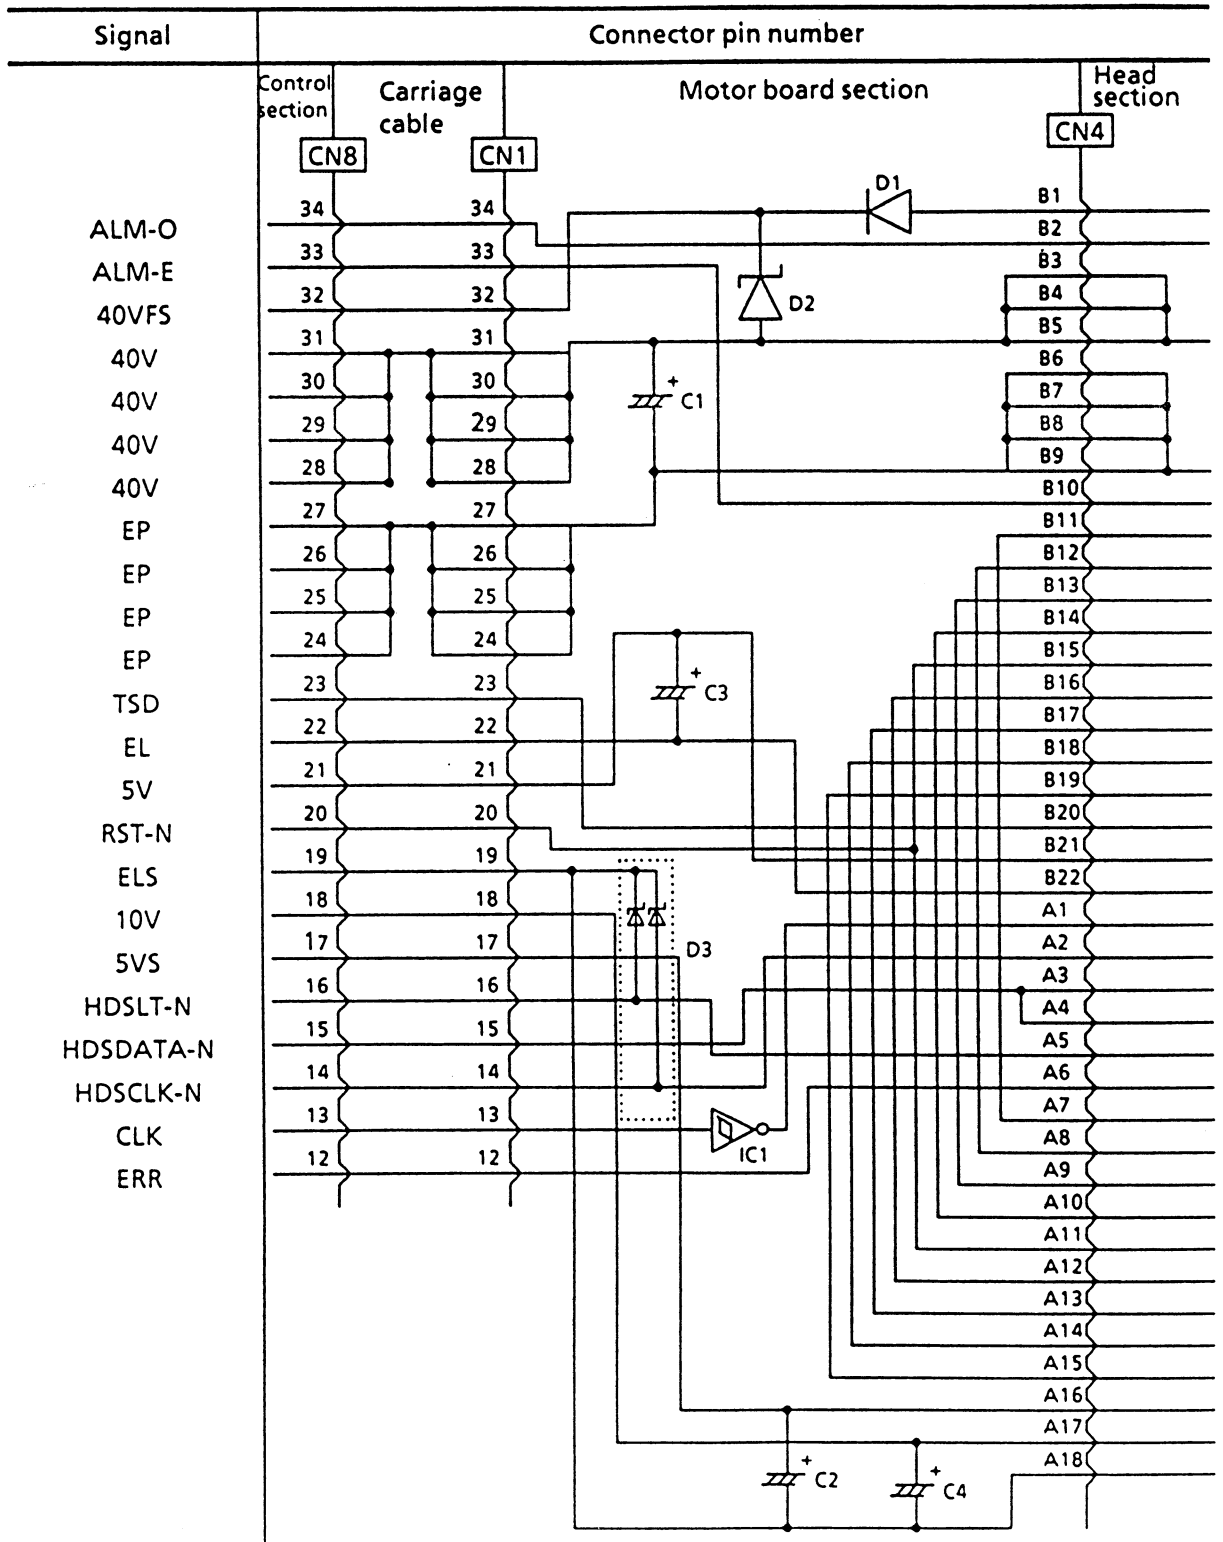 Signal Connector pin number
Control section Carriage cable Motor board section Head section
CN8 CN1 CN4
D1 B1
ALM-O 34 34 B2
ALM-E 33 33 B3
40VFS 32 32 D2 B4
40V 31 31 B5
B6
40V 30 30 + C1 B7
40V 29 29 B8
40V 28 28 B9
B10
EP 27 27 B11
EP 26 26 B12
EP 25 25 B13
B14
EP 24 24 B15
TSD 23 23 + C3 B16
EL 22 22 B17
B18
5V 21 21 B19
RST-N 20 20 B20
ELS 19 19 B21
B22
10V 18 18 A1
5VS 17 17 D3 A2
HDSLT-N 16 16 A3
A4
HDSDATA-N 15 15 A5
HDSCLK-N 14 14 A6
CLK 13 13 IC1 A7
A8
ERR 12 12 A9
A10
A11
A12
A13
A14
A15
A16
A17
A18
+ C2 + C4